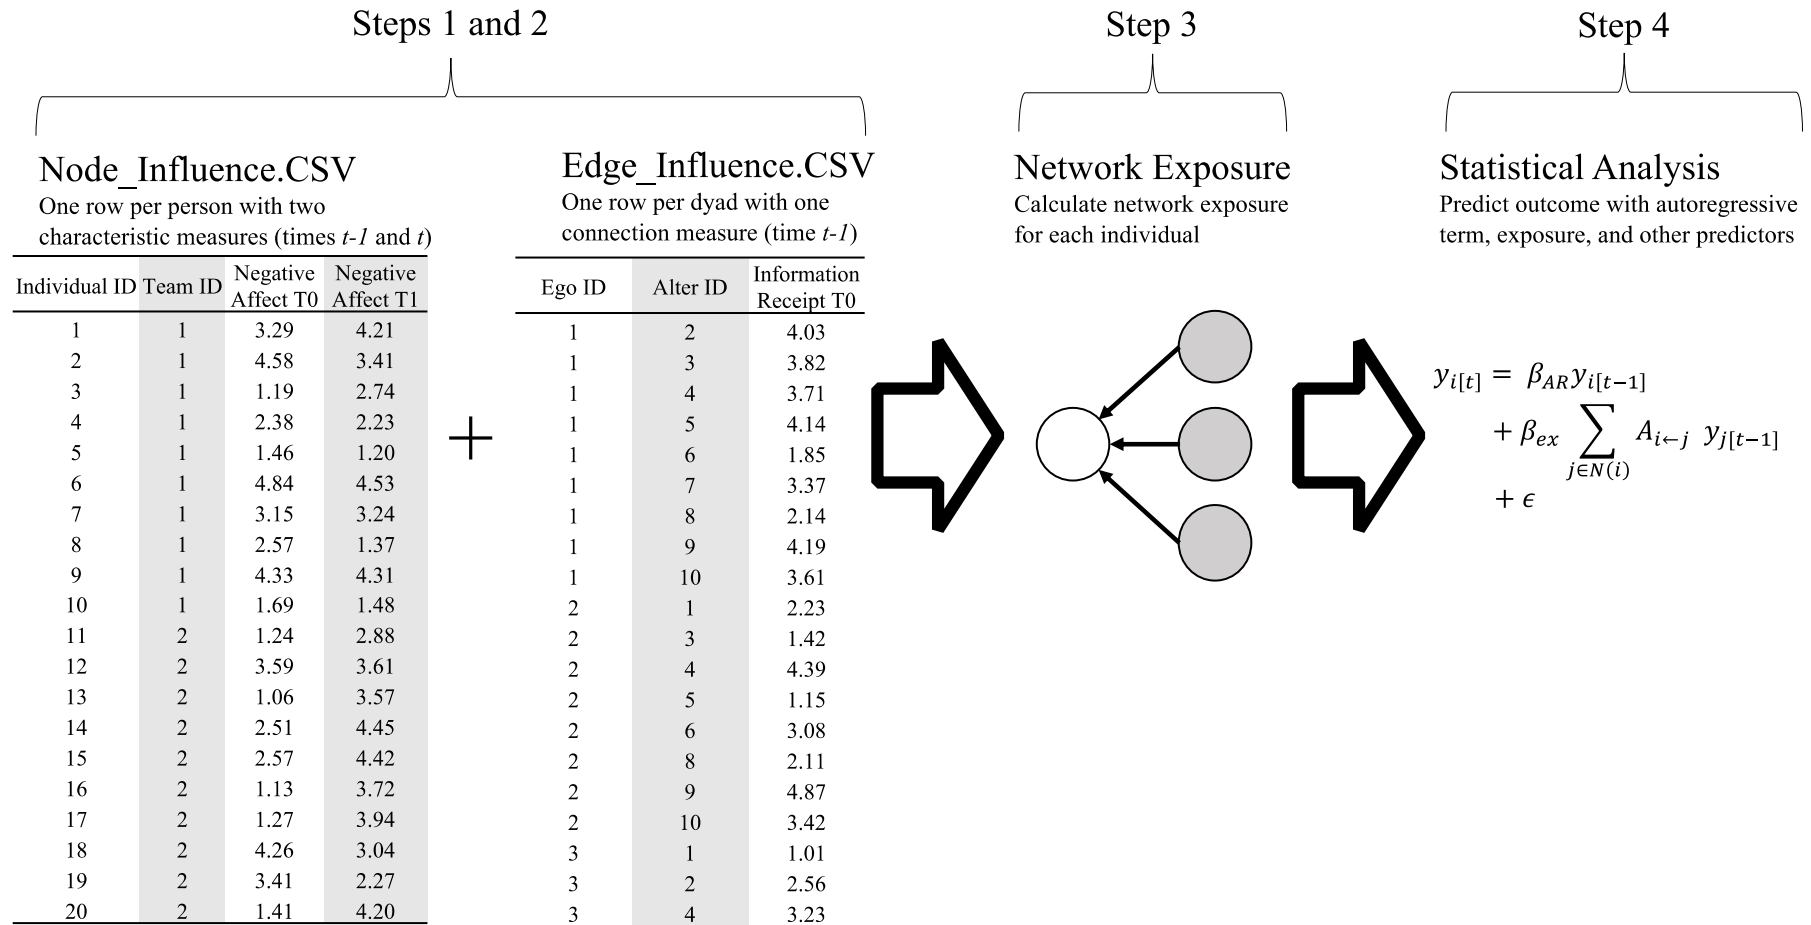 Steps 1 and 2
Step 3
Step 4
Node_Influence.CSV
One row per person with two
characteristic measures (times t-1 and t)
Individual ID Team ID Negative Affect T0 Negative Affect T1
1 1 3.29 4.21
2 1 4.58 3.41
3 1 1.19 2.74
4 1 2.38 2.23
5 1 1.46 1.20
6 1 4.84 4.53
7 1 3.15 3.24
8 1 2.57 1.37
9 1 4.33 4.31
10 1 1.69 1.48
11 2 1.24 2.88
12 2 3.59 3.61
13 2 1.06 3.57
14 2 2.51 4.45
15 2 2.57 4.42
16 2 1.13 3.72
17 2 1.27 3.94
18 2 4.26 3.04
19 2 3.41 2.27
20 2 1.41 4.20
+
Edge_Influence.CSV
One row per dyad with one
connection measure (time t-1)
Ego ID Alter ID Information Receipt T0
1 2 4.03
1 3 3.82
1 4 3.71
1 5 4.14
1 6 1.85
1 7 3.37
1 8 2.14
1 9 4.19
1 10 3.61
2 1 2.23
2 3 1.42
2 4 4.39
2 5 1.15
2 6 3.08
2 8 2.11
2 9 4.87
2 10 3.42
3 1 1.01
3 2 2.56
3 4 3.23
Network Exposure
Calculate network exposure
for each individual
Statistical Analysis
Predict outcome with autoregressive
term, exposure, and other predictors
y_{i[t]} = β_{AR} y_{i[t−1]}
+ β_{ex} ∑_{j∈N(i)} A_{i←j} y_{j[t−1]}
+ ϵ